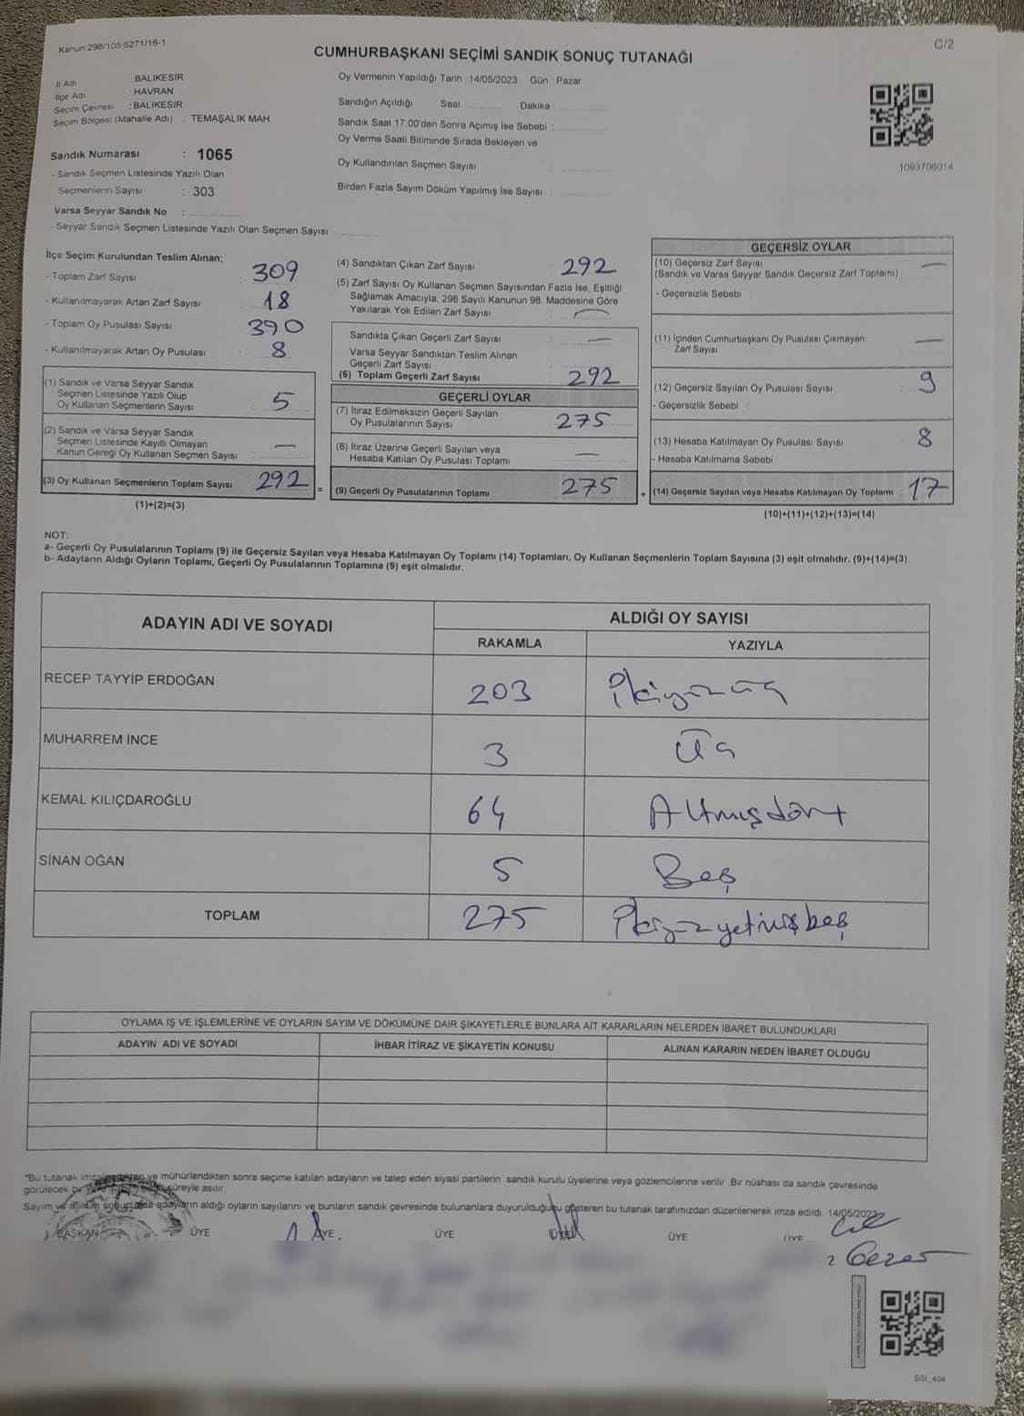 Kanun 298/105 6271/16-1
C/2
CUMHURBAŞKANI SEÇİMİ SANDIK SONUÇ TUTANAĞI
İl Adı BALIKESİR
İlçe Adı HAVRAN
Seçim Çevresi : BALIKESİR
Seçim Bölgesi (Mahalle Adı) : TEMAŞALIK MAH
Sandık Numarası : 1065
- Sandık Seçmen Listesinde Yazılı Olan
Seçmenlerin Sayısı : 303
Varsa Seyyar Sandık No :
- Seyyar Sandık Seçmen Listesinde Yazılı Olan Seçmen Sayısı
Oy Vermenin Yapıldığı Tarih : 14/05/2023 Gün : Pazar
Sandığın Açıldığı Saat Dakika :
Sandık Saat 17:00'den Sonra Açımış İse Sebebi :
Oy Verme Saati Bitiminde Sırada Bekleyen ve
Oy Kullandırılan Seçmen Sayısı
Birden Fazla Sayım Döküm Yapılmış İse Sayısı :
1093706014
İlçe Seçim Kurulundan Teslim Alınan;
- Toplam Zarf Sayısı 309
- Kullanılmayarak Artan Zarf Sayısı 18
- Toplam Oy Pusulası Sayısı 390
- Kullanılmayarak Artan Oy Pusulası 8
(1) Sandık ve Varsa Seyyar Sandık
Seçmen Listesinde Yazılı Olup
Oy Kullanan Seçmenlerin Sayısı 5
(2) Sandık ve Varsa Seyyar Sandık
Seçmen Listesinde Kayıtlı Olmayan
Kanun Gereği Oy Kullanan Seçmen Sayısı —
(3) Oy Kullanan Seçmenlerin Toplam Sayısı 292 =
(1)+(2)=(3)
(4) Sandıktan Çıkan Zarf Sayısı 292
(5) Zarf Sayısı Oy Kullanan Seçmen Sayısından Fazla İse, Eşitliği
Sağlamak Amacıyla, 298 Sayılı Kanunun 98. Maddesine Göre
Yakılarak Yok Edilen Zarf Sayısı —
Sandıkta Çıkan Geçerli Zarf Sayısı —
Varsa Seyyar Sandıktan Teslim Alınan
Geçerli Zarf Sayısı
(6) Toplam Geçerli Zarf Sayısı 292
GEÇERLİ OYLAR
(7) İtiraz Edilmeksizin Geçerli Sayılan
Oy Pusulalarının Sayısı 275
(8) İtiraz Üzerine Geçerli Sayılan veya
Hesaba Katılan Oy Pusulası Toplamı —
(9) Geçerli Oy Pusulalarının Toplamı 275 +
GEÇERSİZ OYLAR
(10) Geçersiz Zarf Sayısı —
(Sandık ve Varsa Seyyar Sandık Geçersiz Zarf Toplamı)
- Geçersizlik Sebebi
(11) İçinden Cumhurbaşkanı Oy Pusulası Çıkmayan —
Zarf Sayısı
(12) Geçersiz Sayılan Oy Pusulası Sayısı 9
- Geçersizlik Sebebi :
(13) Hesaba Katılmayan Oy Pusulası Sayısı 8
- Hesaba Katılmama Sebebi
(14) Geçersiz Sayılan veya Hesaba Katılmayan Oy Toplamı 17
(10)+(11)+(12)+(13)=(14)
NOT:
a- Geçerli Oy Pusulalarının Toplamı (9) ile Geçersiz Sayılan veya Hesaba Katılmayan Oy Toplamı (14) Toplamları, Oy Kullanan Seçmenlerin Toplam Sayısına (3) eşit olmalıdır. (9)+(14)=(3)
b- Adayların Aldığı Oyların Toplamı, Geçerli Oy Pusulalarının Toplamına (9) eşit olmalıdır.
ADAYIN ADI VE SOYADI
ALDIĞI OY SAYISI
RAKAMLA YAZIYLA
RECEP TAYYİP ERDOĞAN 203 İkiyüzüç
MUHARREM İNCE 3 Üç
KEMAL KILIÇDAROĞLU 64 Altmışdört
SİNAN OĞAN 5 Beş
TOPLAM 275 İkiyüzyetmişbeş
OYLAMA İŞ VE İŞLEMLERİNE VE OYLARIN SAYIM VE DÖKÜMÜNE DAİR ŞİKAYETLERLE BUNLARA AİT KARARLARIN NELERDEN İBARET BULUNDUKLARI
ADAYIN ADI VE SOYADI İHBAR İTİRAZ VE ŞİKAYETİN KONUSU ALINAN KARARIN NEDEN İBARET OLDUĞU
*Bu tutanak ve mühürlendikten sonra seçime katılan adayların ve talep eden siyasi partilerin sandık kurulu üyelerine veya gözlemcilerine verilir. Bir nüshası da sandık çevresinde
görülecek bir süreyle asılır.
Sayım adayların aldığı oyların sayılarını ve bunların sandık çevresinde bulunanlara duyurulduğunu gösteren bu tutanak tarafımızdan düzenlenerek imza edildi. 14/05/2023
BAŞKAN ÜYE ÜYE ÜYE ÜYE
SSİ_404